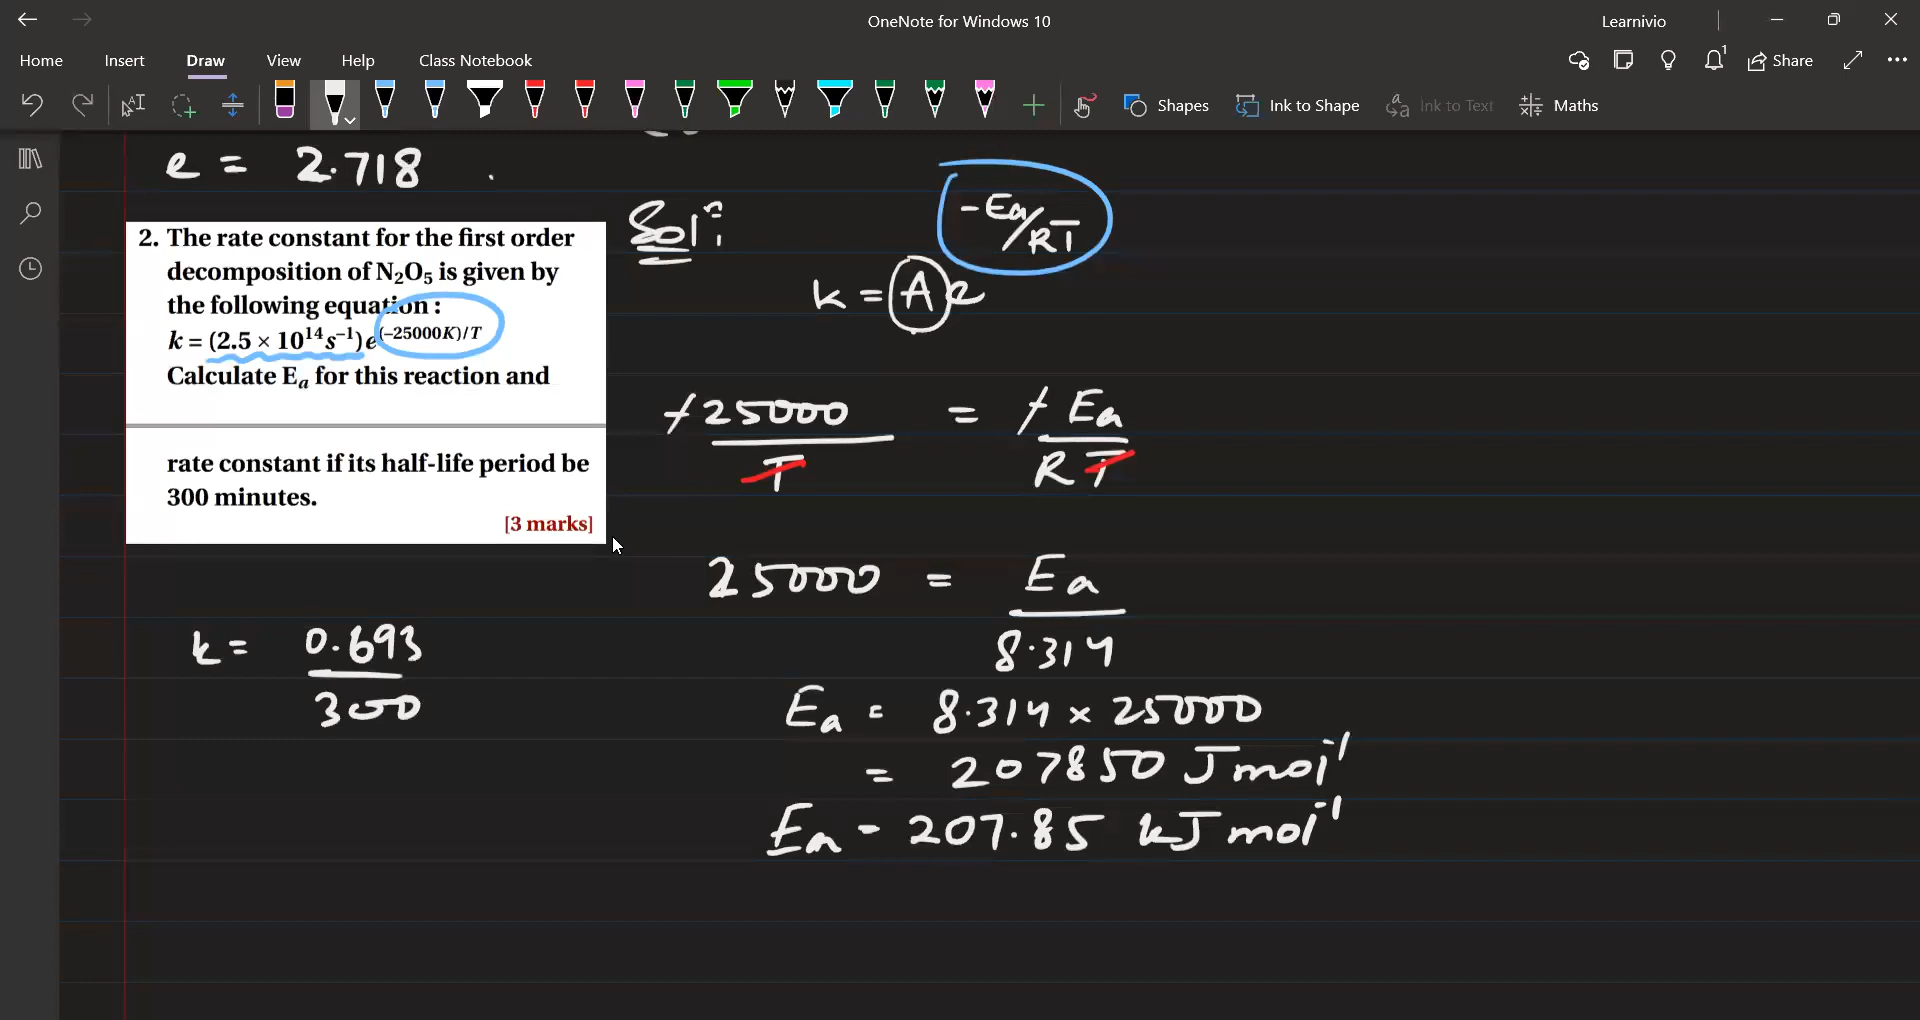 OneNote for Windows 10
Learnivio
Home Insert Draw View Help Class Notebook
1
Share
Shapes Ink to Shape Ink to Text Maths
e = 2.718 .
2. The rate constant for the first order
decomposition of N₂O₅ is given by
the following equation :
k = (2.5 × 10¹⁴ s⁻¹) e^(−25000K)/T
Calculate Eₐ for this reaction and
rate constant if its half-life period be
300 minutes.
[3 marks]
k = 0.693
300
Sol:
k = A e^-Ea/RT
-25000 = -Ea
T RT
25000 = Ea
8.314
Ea = 8.314 × 25000
= 207850 J mol⁻¹
Ea = 207.85 kJ mol⁻¹